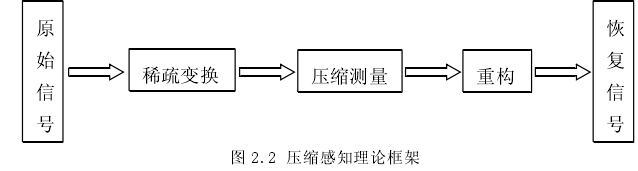 原始信号
稀疏变换
压缩测量
重构
恢复信号
图 2.2 压缩感知理论框架